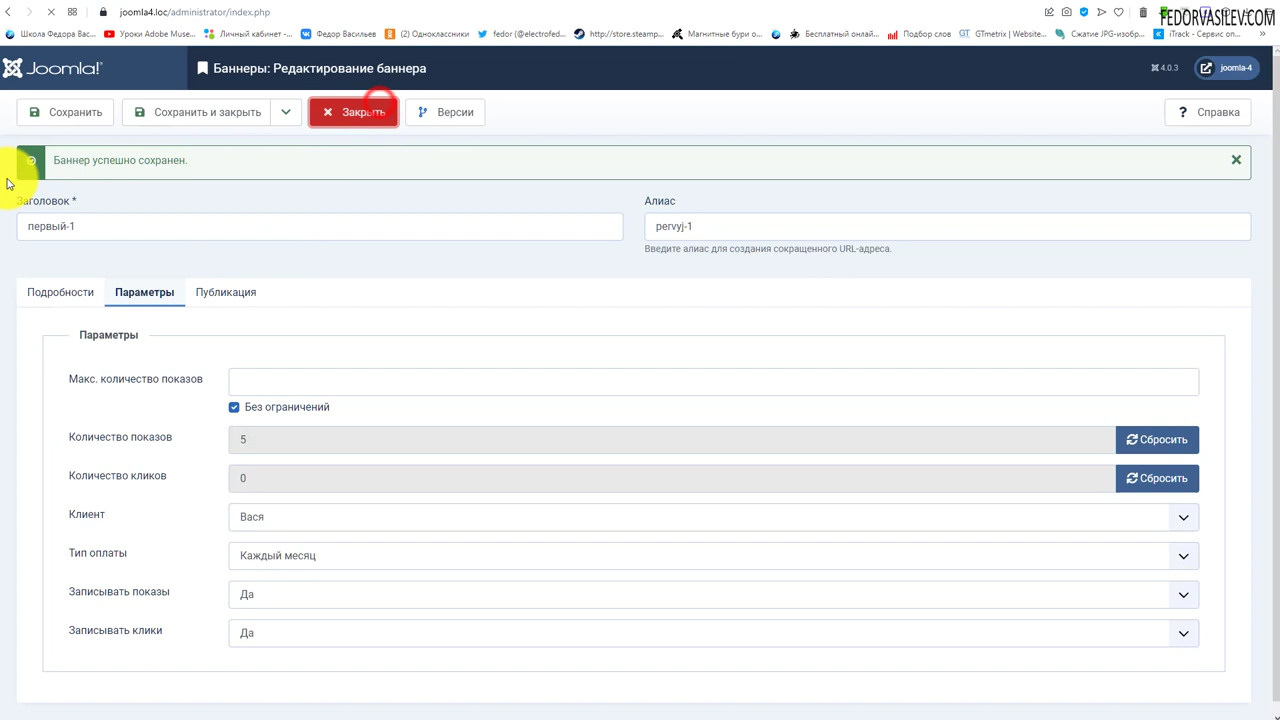 joomla4.loc/administrator/index.php
FEDORVASILEV.COM
Школа Федора Вас... Уроки Adobe Muse... Личный кабинет -... Федор Васильев (1) Одноклассники fedor (@electrofed... http://store.steamp... Магнитные бури о... Бесплатный онлай... Подбор слов GTmetrix | Website... Сжатие JPG-изобр... iTrack - Сервис оп... »
Joomla!® Баннеры: Редактирование баннера 4.0.3 joomla-4
Сохранить Сохранить и закрыть Закрыть Версии ? Справка
Баннер успешно сохранен.
Заголовок * Алиас
первый-1 pervyj-1
Введите алиас для создания сокращенного URL-адреса.
Подробности Параметры Публикация
Параметры
Макс. количество показов
Без ограничений
Количество показов 5 Сбросить
Количество кликов 0 Сбросить
Клиент Вася
Тип оплаты Каждый месяц
Записывать показы Да
Записывать клики Да